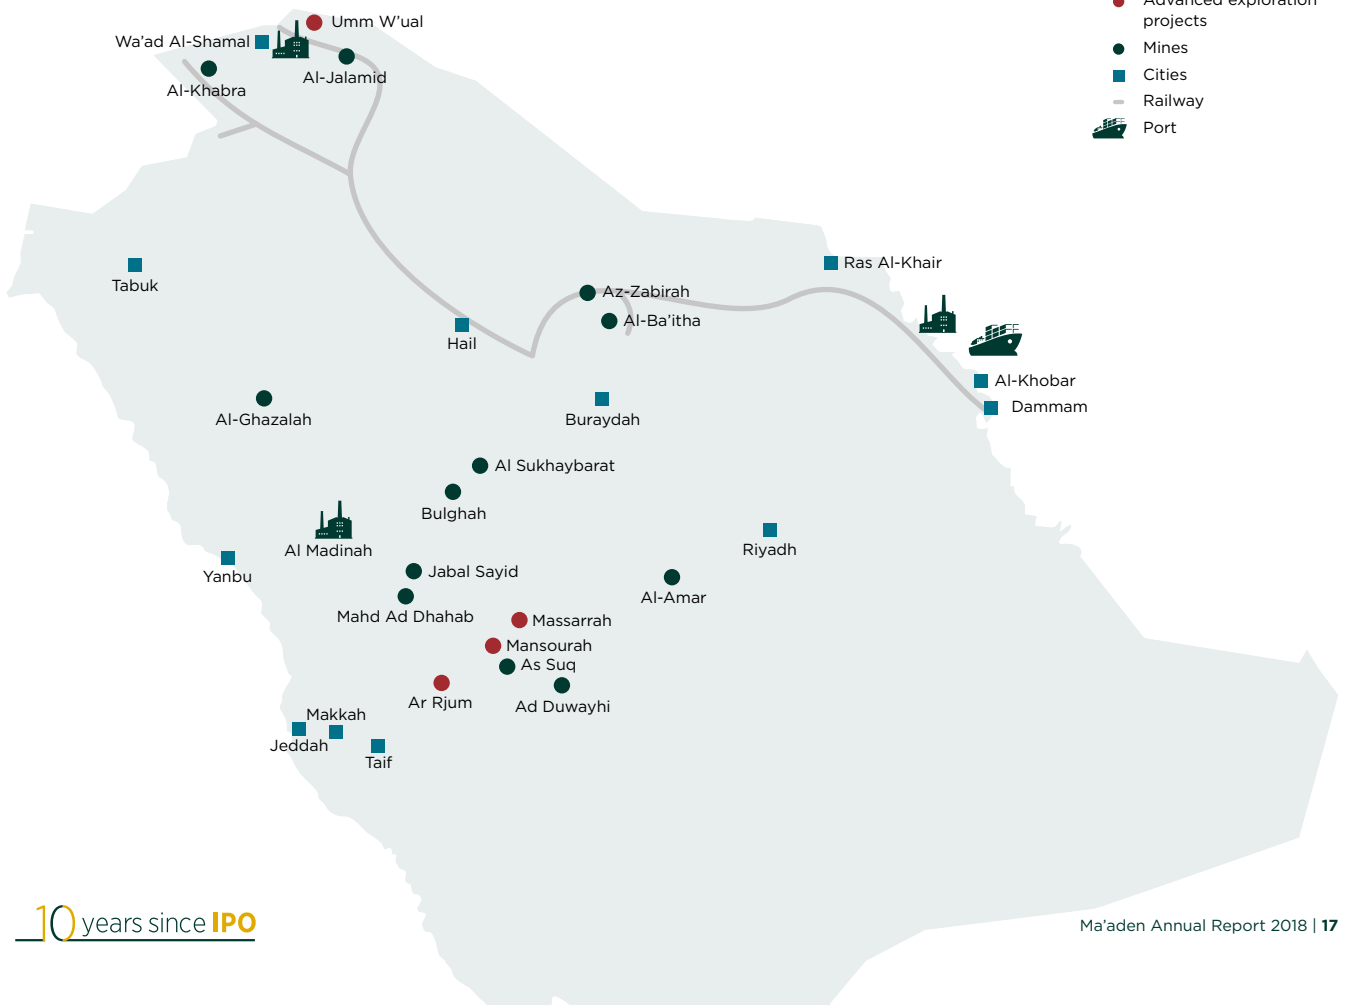 Advanced exploration
projects
Mines
Cities
Railway
Port
Umm W'ual
Wa'ad Al-Shamal
Al-Jalamid
Al-Khabra
Ras Al-Khair
Tabuk
Az-Zabirah
Al-Ba'itha
Hail
Al-Khobar
Dammam
Al-Ghazalah
Buraydah
Al Sukhaybarat
Bulghah
Al Madinah
Riyadh
Yanbu
Jabal Sayid
Al-Amar
Mahd Ad Dhahab
Massarrah
Mansourah
As Suq
Ar Rjum
Ad Duwayhi
Makkah
Jeddah
Taif
10 years since IPO
Ma'aden Annual Report 2018 | 17